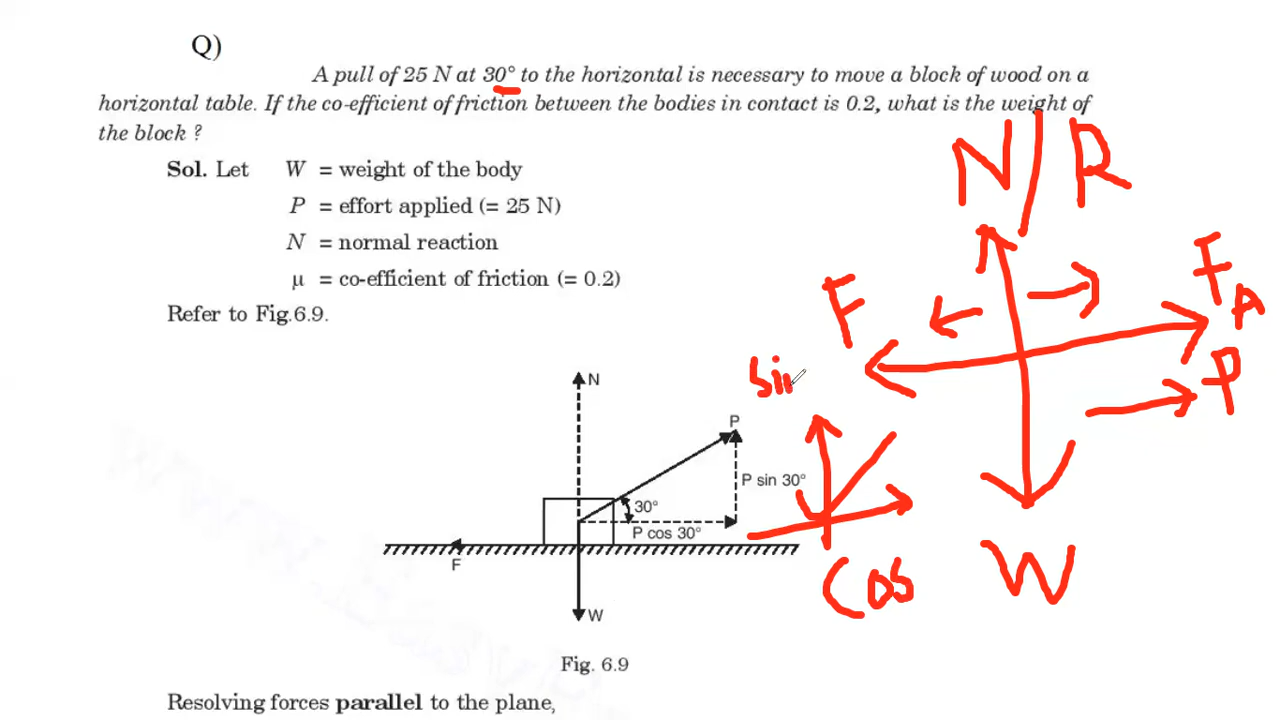 Q)
A pull of 25 N at 30° to the horizontal is necessary to move a block of wood on a
horizontal table. If the co-efficient of friction between the bodies in contact is 0.2, what is the weight of
the block ?
Sol. Let W = weight of the body
P = effort applied (= 25 N)
N = normal reaction
μ = co-efficient of friction (= 0.2)
Refer to Fig.6.9.
N/R
F
F
A
P
sin
Cos
W
N
P
P sin 30°
30°
P cos 30°
F
W
Fig. 6.9
Resolving forces parallel to the plane,